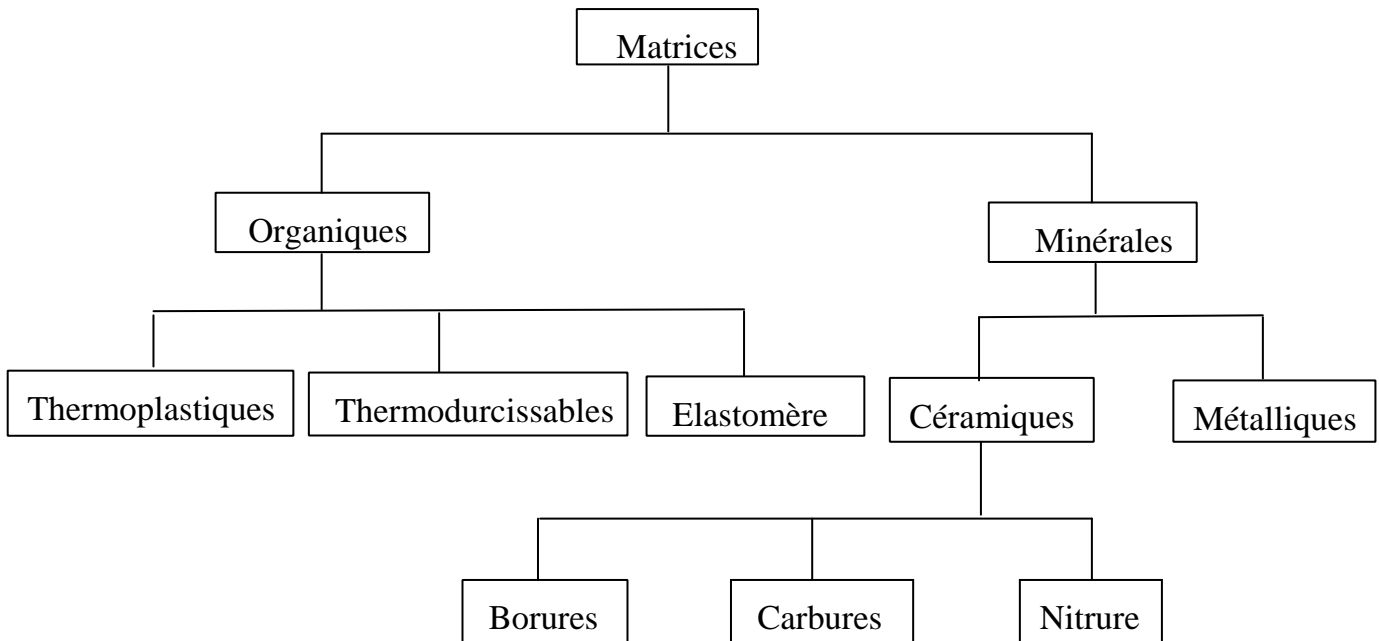 Matrices
Organiques
Minérales
Thermoplastiques
Thermodurcissables
Elastomère
Céramiques
Métalliques
Borures
Carbures
Nitrure